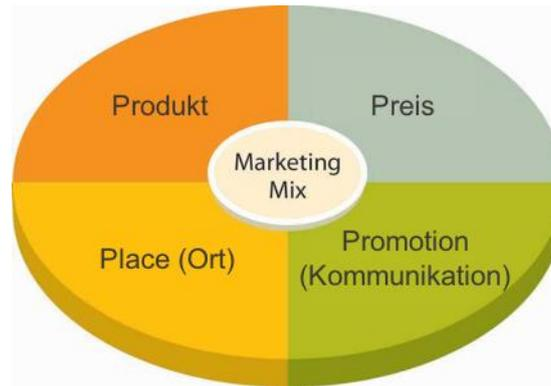 Produkt
Preis
Marketing
Mix
Place (Ort)
Promotion
(Kommunikation)